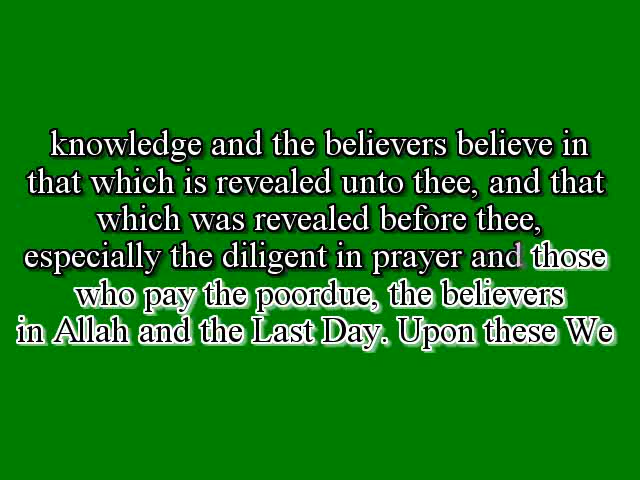 knowledge and the believers believe in
that which is revealed unto thee, and that
which was revealed before thee,
especially the diligent in prayer and those
who pay the poordue, the believers
in Allah and the Last Day. Upon these We